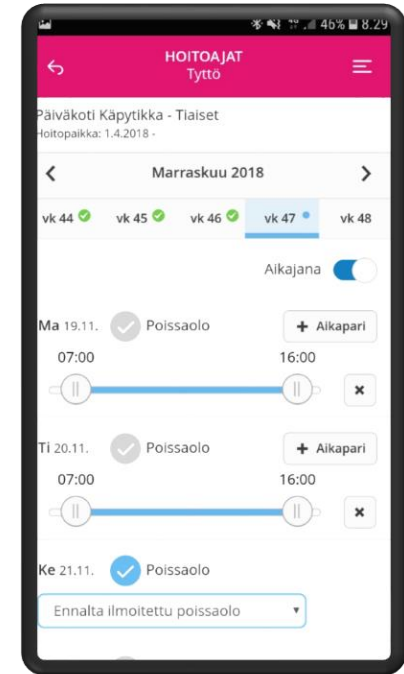 46% 8.29
HOITOAJAT
Tyttö
Päiväkoti Käpytikka - Tiaiset
Hoitopaikka: 1.4.2018 -
Marraskuu 2018
vk 44 vk 45 vk 46 vk 47 vk 48
Aikajana
Ma 19.11. Poissaolo + Aikapari
07:00 16:00
Ti 20.11. Poissaolo + Aikapari
07:00 16:00
Ke 21.11. Poissaolo
Ennalta ilmoitettu poissaolo